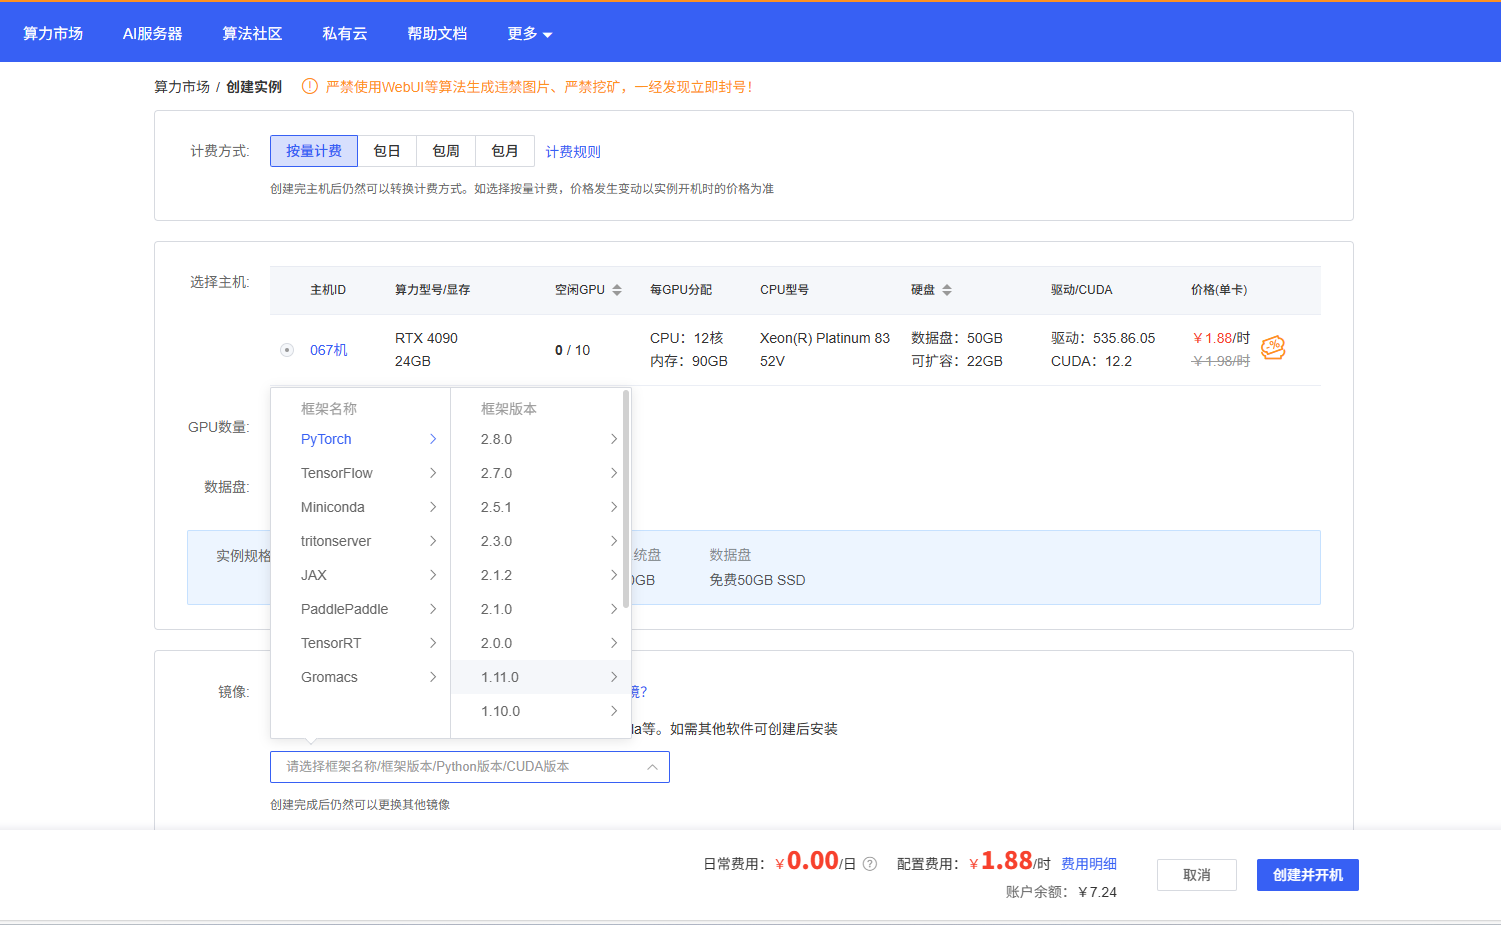 算力市场 AI服务器 算法社区 私有云 帮助文档 更多
算力市场 / 创建实例 严禁使用WebUI等算法生成违禁图片、严禁挖矿，一经发现立即封号！
计费方式: 按量计费 包日 包周 包月 计费规则
创建完主机后仍然可以转换计费方式。如选择按量计费，价格发生变动以实例开机时的价格为准
选择主机: 主机ID 算力型号/显存 空闲GPU 每GPU分配 CPU型号 硬盘 驱动/CUDA 价格(单卡)
067机 RTX 4090 0 / 10 CPU：12核 Xeon(R) Platinum 83 数据盘：50GB 驱动：535.86.05 ￥1.88/时
24GB 内存：90GB 52V 可扩容：22GB CUDA：12.2 ￥1.98/时
框架名称 框架版本
GPU数量:
PyTorch 2.8.0
TensorFlow 2.7.0
数据盘:
Miniconda 2.5.1
tritonserver 2.3.0
实例规格 统盘 数据盘
JAX 2.1.2 0GB 免费50GB SSD
PaddlePaddle 2.1.0
TensorRT 2.0.0
Gromacs 1.11.0
镜像: 镜？
1.10.0
la等。如需其他软件可创建后安装
请选择框架名称/框架版本/Python版本/CUDA版本
创建完成后仍然可以更换其他镜像
日常费用：￥0.00/日 ? 配置费用：￥1.88/时 费用明细
账户余额：￥7.24
取消 创建并开机